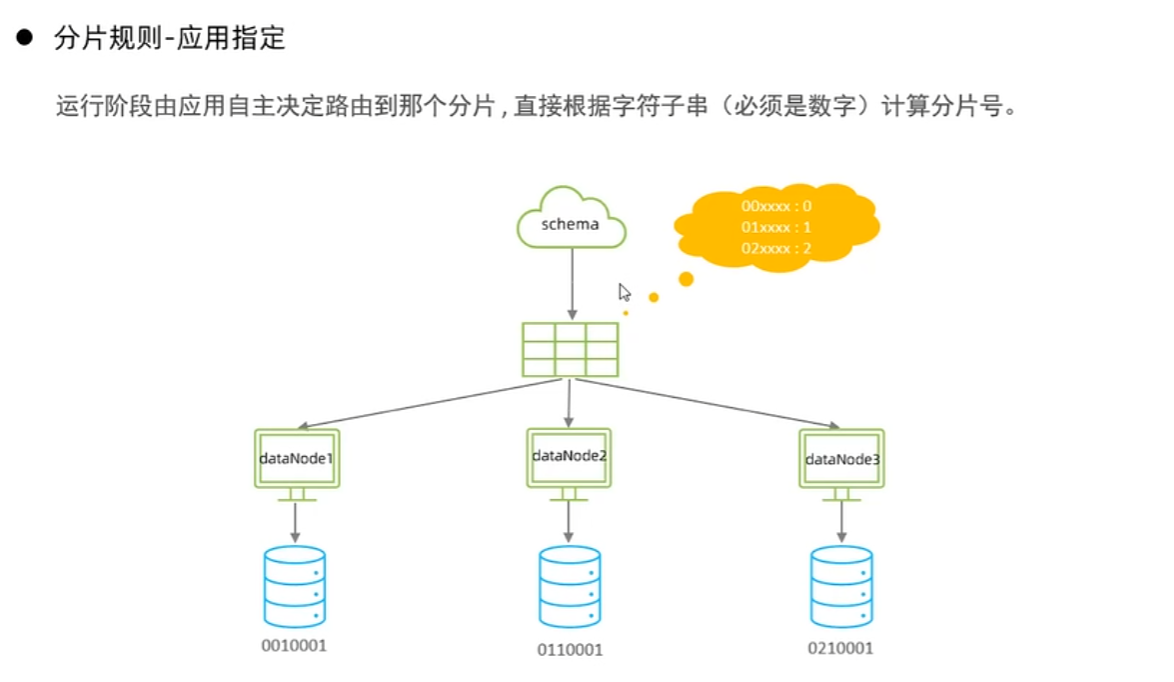 分片规则-应用指定
运行阶段由应用自主决定路由到那个分片 , 直接根据字符子串（必须是数字）计算分片号。
schema
00xxxx : 0
01xxxx : 1
02xxxx : 2
dataNode1
dataNode2
dataNode3
0010001
0110001
0210001